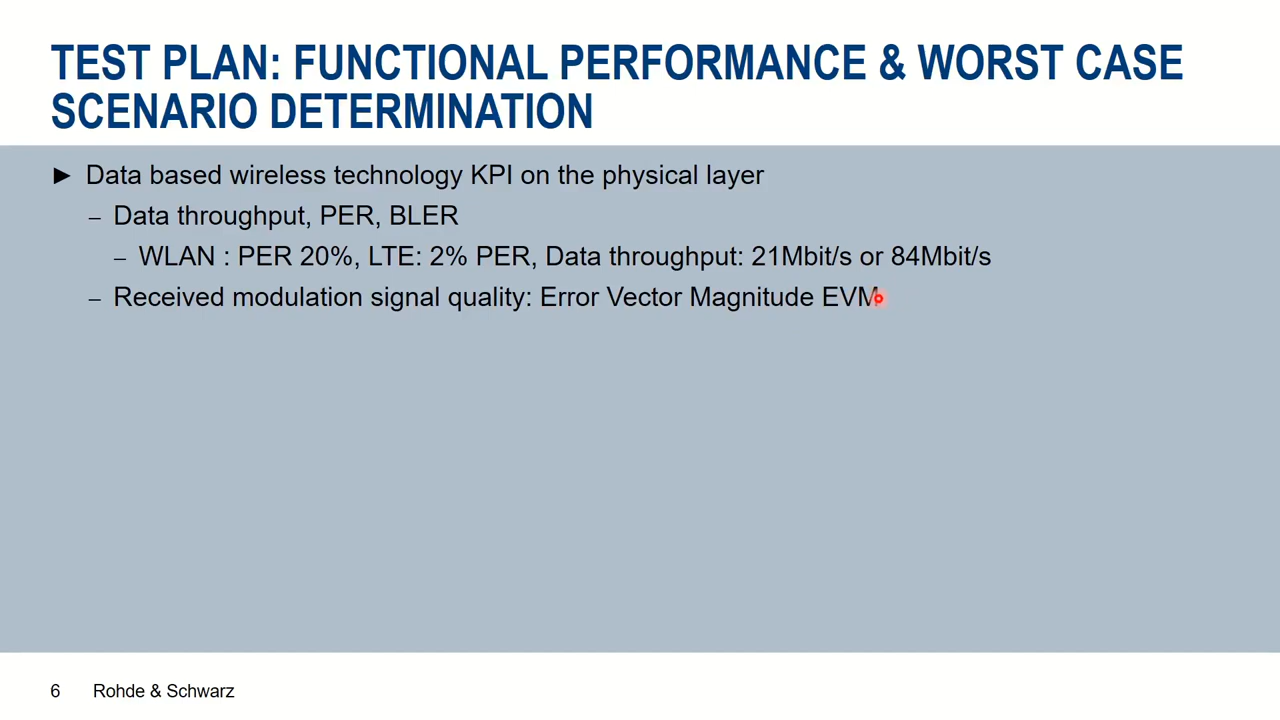 TEST PLAN: FUNCTIONAL PERFORMANCE & WORST CASE
SCENARIO DETERMINATION
► Data based wireless technology KPI on the physical layer
– Data throughput, PER, BLER
– WLAN : PER 20%, LTE: 2% PER, Data throughput: 21Mbit/s or 84Mbit/s
– Received modulation signal quality: Error Vector Magnitude EVM
6 Rohde & Schwarz